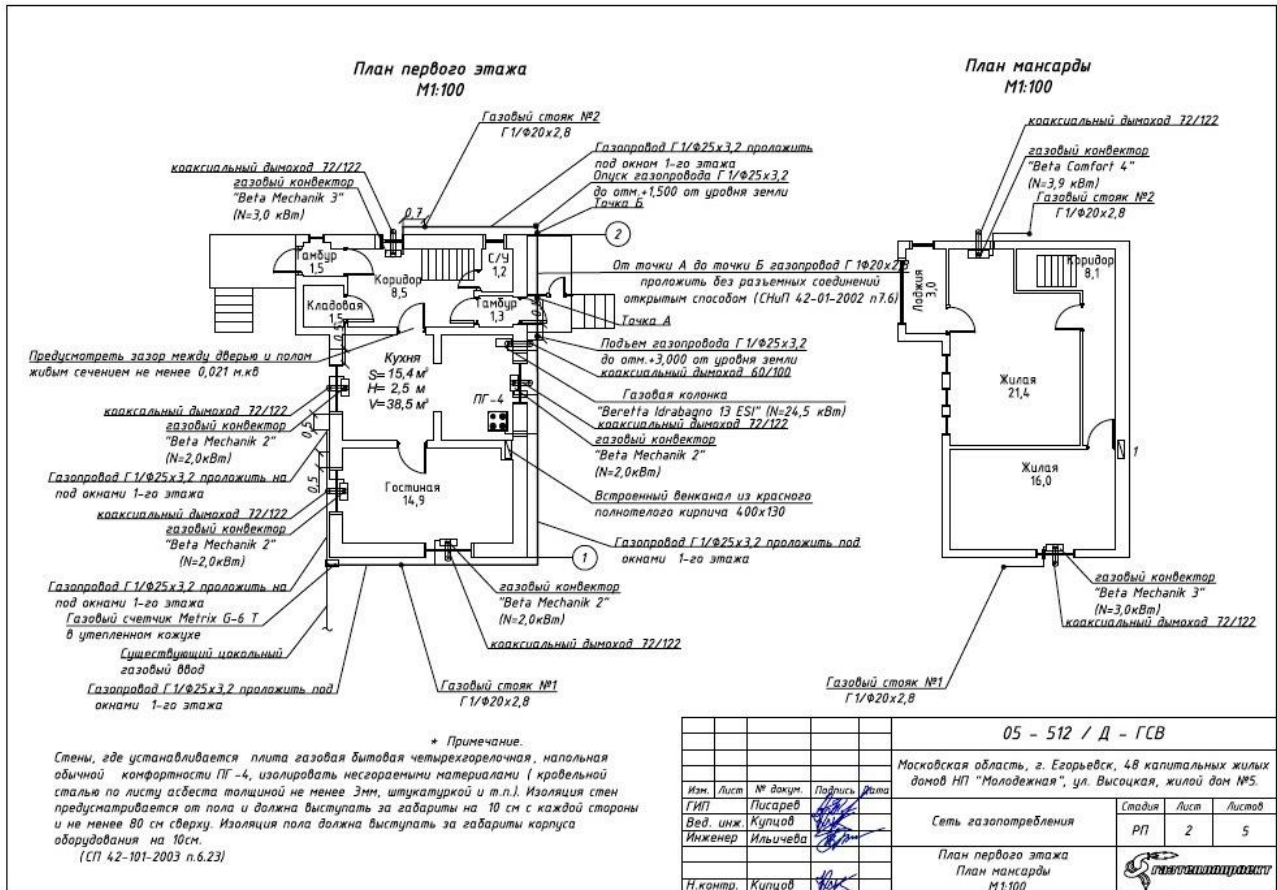 План первого этажа
М1:100
План мансарды
М1:100
Газовый стояк №2
Г1/Ф20х2,8
Газопровод Г1/Ф25х3,2 проложить
под окном 1-го этажа
Опуск газопровода Г1/Ф25х3,2
до отм.+1,500 от уровня земли
Точка Б
коаксиальный дымоход 72/122
газовый конвектор
"Beta Mechanik 3"
(N=3,0 кВт)
0,7
2
Тамбур
1,5
Коридор
8,5
С/У
1,2
Кладовая
1,5
Тамбур
1,3
От точки А до точки Б газопровод Г1Ф20х2,8
проложить без разъемных соединений
открытым способом (СНиП 42-01-2002 п7.6)
Точка А
0,5
0,5
Предусмотреть зазор между дверью и полом
живым сечением не менее 0,021 м.кв
Подъем газопровода Г1/Ф25х3,2
до отм.+3,000 от уровня земли
коаксиальный дымоход 60/100
Кухня
S= 15,4 м²
H= 2,5 м
V=38,5 м³
ПГ-4
Газовая колонка
"Beretta Idrabagno 13 ESI" (N=24,5 кВт)
коаксиальный дымоход 72/122
газовый конвектор
"Beta Mechanik 2"
(N=2,0кВт)
коаксальный дымоход 72/122
газовый конвектор
"Beta Mechanik 2"
(N=2,0кВт)
0,5
Газопровод Г1/Ф25х3,2 проложить на
под окнами 1-го этажа
0,5
Гостиная
14,9
Встроенный венканал из красного
полнотелого кирпича 400х130
коаксиальный дымоход 72/122
газовый конвектор
"Beta Mechanik 2"
(N=2,0кВт)
Газопровод Г1/Ф25х3,2 проложить под
окнами 1-го этажа
1
Газопровод Г1/Ф25х3,2 проложить на
под окнами 1-го этажа
Газовый счетчик Metrix G-6 Т
в утепленном кожухе
газовый конвектор
"Beta Mechanik 2"
(N=2,0кВт)
коаксиальный дымоход 72/122
Существующий цокальный
газовый ввод
Газопровод Г1/Ф25х3,2 проложить под
окнами 1-го этажа
Газовый стояк №1
Г1/Ф20х2,8
коаксиальный дымоход 72/122
газовый конвектор
"Beta Comfort 4"
(N=3,9 кВт)
Газовый стояк №2
Г1/Ф20х2,8
Лоджия
3,0
Коридор
8,1
Жилая
21,4
1
Жилая
16,0
газовый конвектор
"Beta Mechanik 3"
(N=3,0кВт)
коаксиальный дымоход 72/122
Газовый стояк №1
Г1/Ф20х2,8
* Примечание.
Стены, где устанавливается плита газовая бытовая четырехгорелочная, напольная
обычной комфортности ПГ-4, изолировать несгораемыми материалами ( кровельной
сталью по листу асбеста толщиной не менее 3мм, штукатуркой и т.п.). Изоляция стен
предусматривается от пола и должна выступать за габариты на 10 см с каждой стороны
и не менее 80 см сверху. Изоляция пола должна выступать за габариты корпуса
оборудования на 10см.
(СП 42-101-2003 п.6.23)
05 - 512 / Д - ГСВ
Московская область, г. Егорьевск, 48 капитальных жилых
домов НП "Молодежная", ул. Высоцкая, жилой дом №5.
Изм. Лист № докум. Подпись Дата
ГИП Писарев
Вед. инж. Купцов
Инженер Ильичева
Н.контр. Купцов
Сеть газопотребления
Стадия Лист Листов
РП 2 5
План первого этажа
План мансарды
М1:100
газтеплопроект